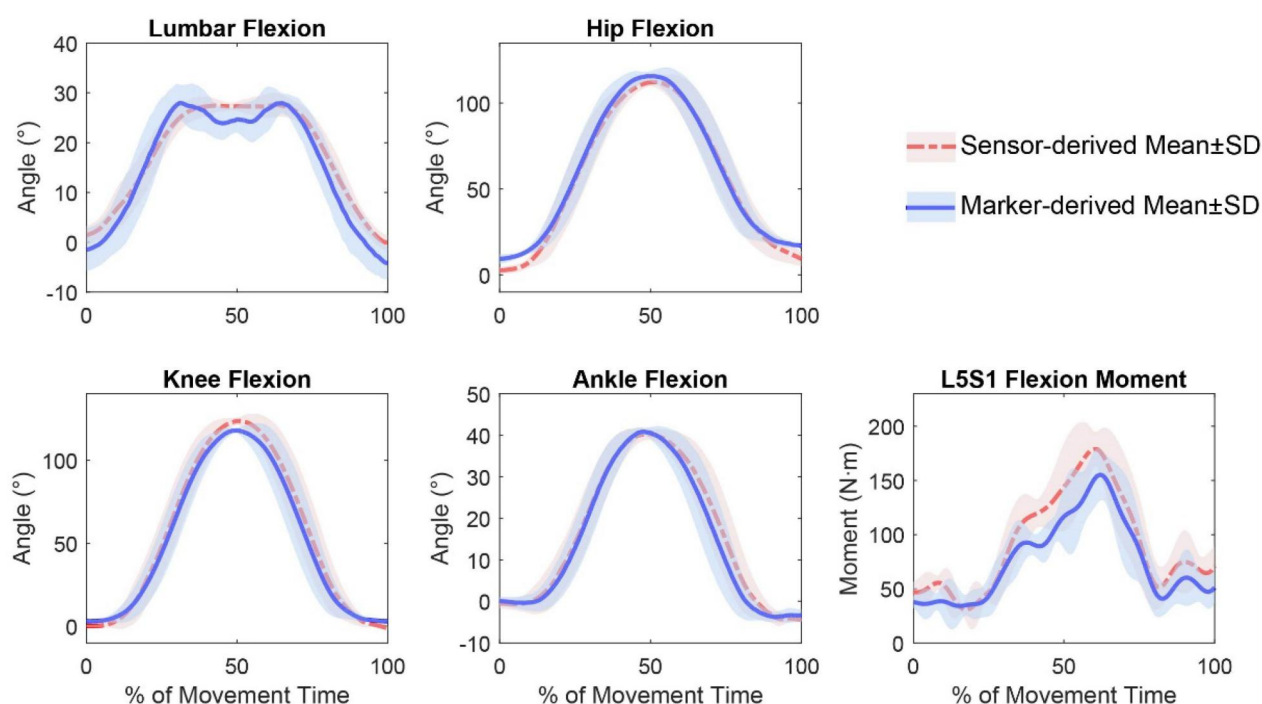 Lumbar Flexion
40
30
20
10
0
-10
Angle (°)
0 50 100
Hip Flexion
100
50
0
Angle (°)
0 50 100
Sensor-derived Mean±SD
Marker-derived Mean±SD
Knee Flexion
100
50
0
Angle (°)
0 50 100
% of Movement Time
Ankle Flexion
50
40
30
20
10
0
-10
Angle (°)
0 50 100
% of Movement Time
L5S1 Flexion Moment
200
150
100
50
0
Moment (N·m)
0 50 100
% of Movement Time